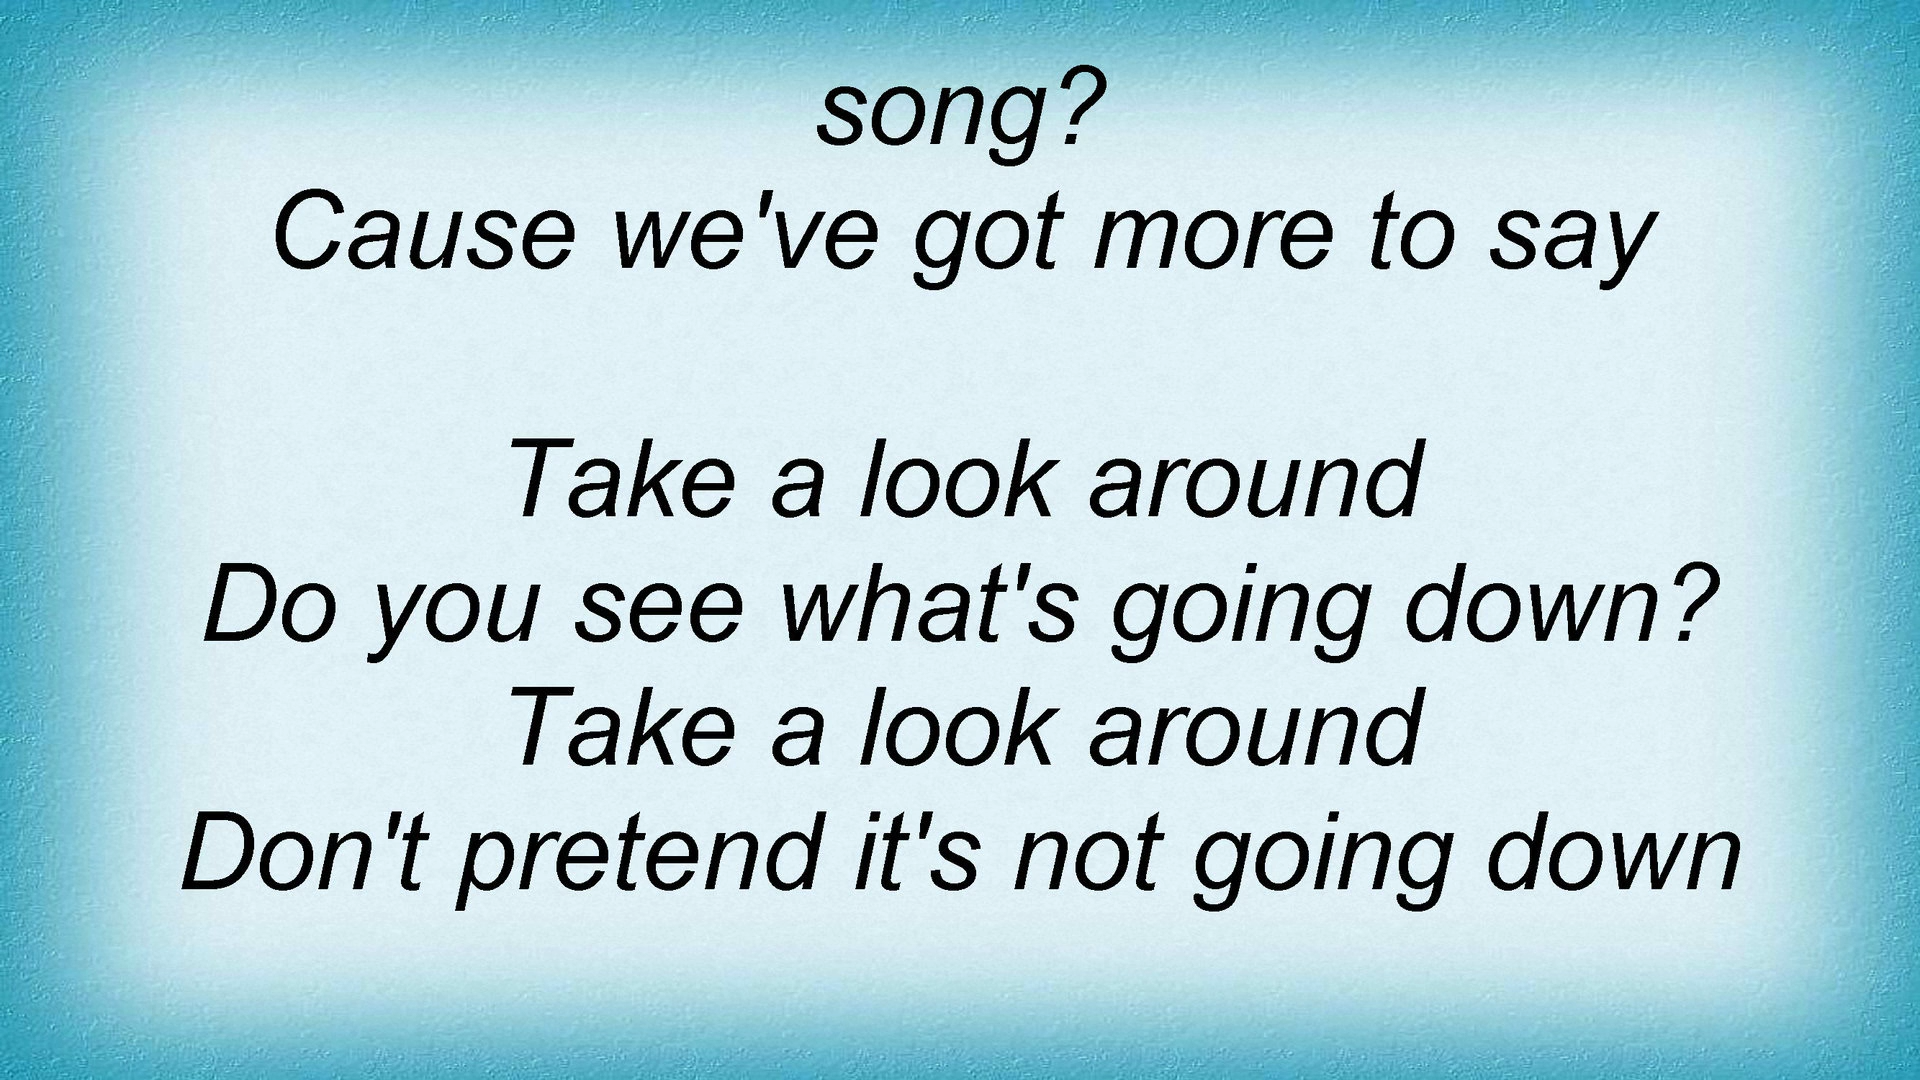 song?
Cause we've got more to say

Take a look around
Do you see what's going down?
Take a look around
Don't pretend it's not going down